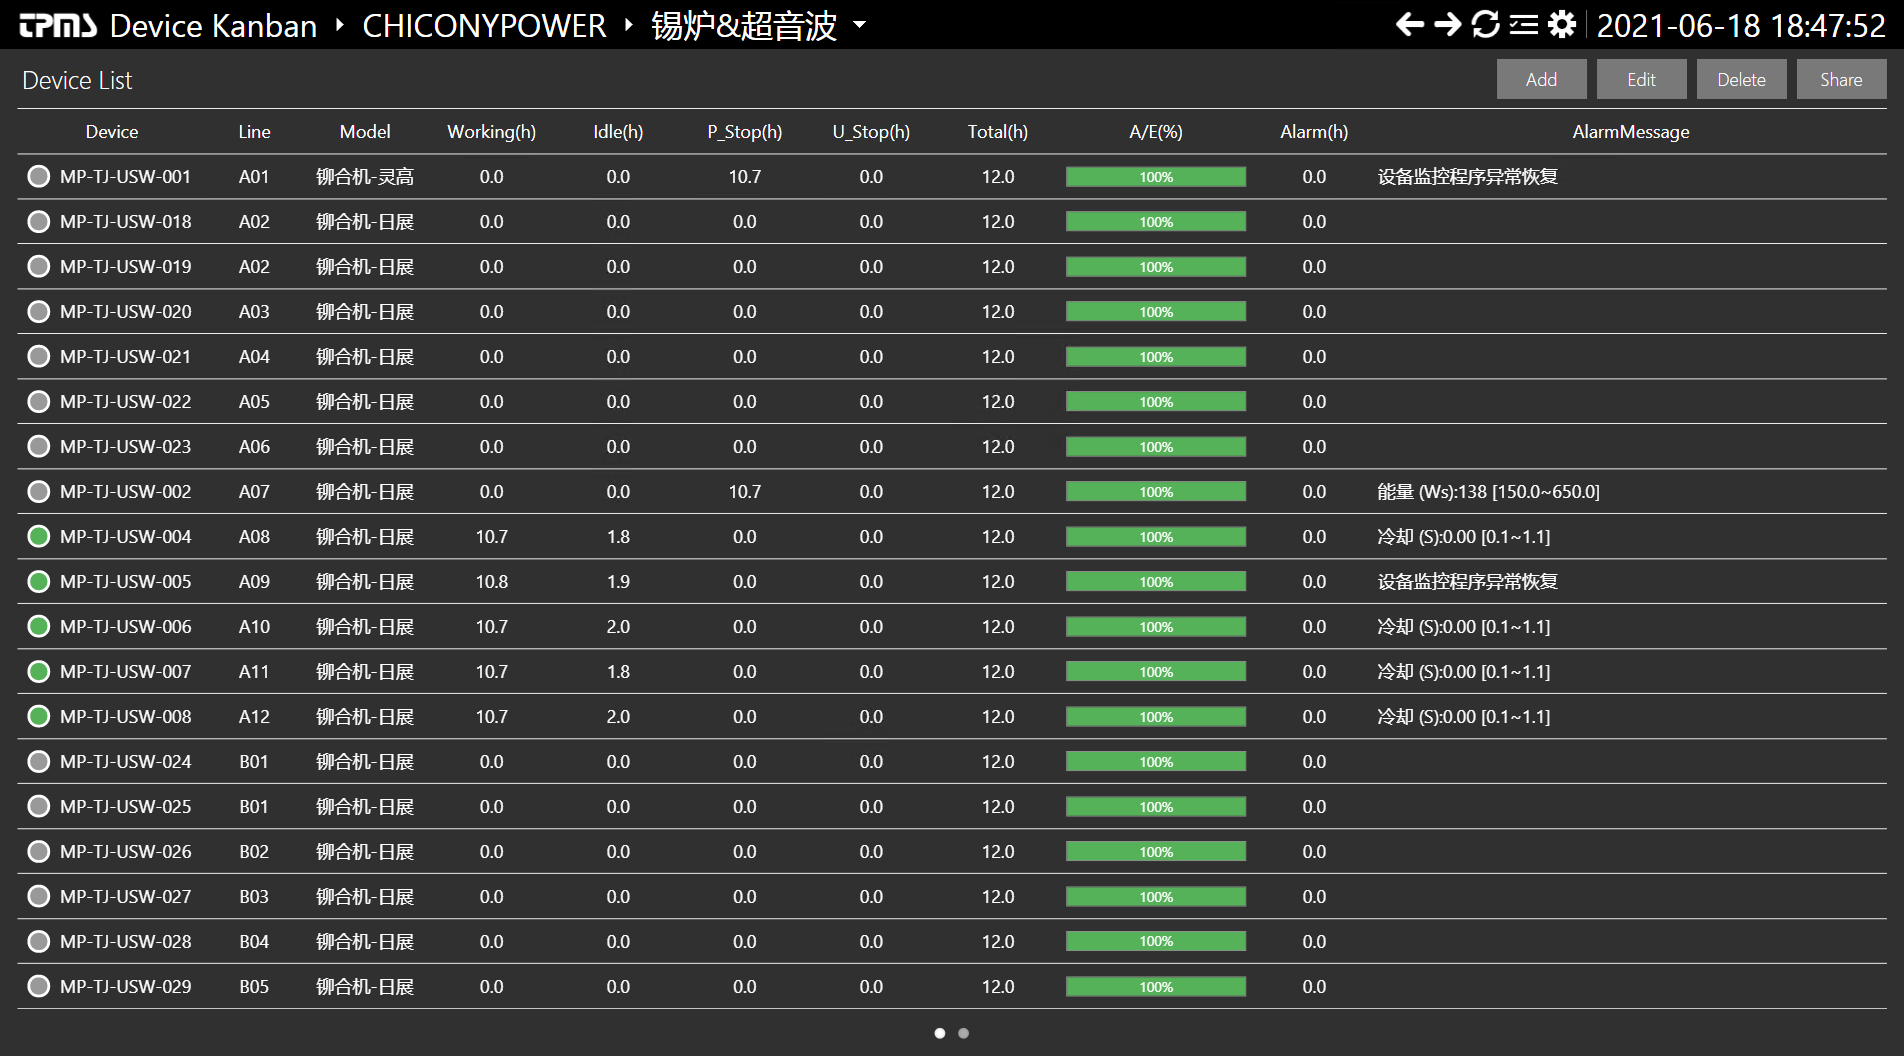 TPMS Device Kanban CHICONYPOWER 锡炉&超音波 2021-06-18 18:47:52
Device List Add Edit Delete Share
Device Line Model Working(h) Idle(h) P_Stop(h) U_Stop(h) Total(h) A/E(%) Alarm(h) AlarmMessage
MP-TJ-USW-001 A01 铆合机-灵高 0.0 0.0 10.7 0.0 12.0 100% 0.0 设备监控程序异常恢复
MP-TJ-USW-018 A02 铆合机-日展 0.0 0.0 0.0 0.0 12.0 100% 0.0
MP-TJ-USW-019 A02 铆合机-日展 0.0 0.0 0.0 0.0 12.0 100% 0.0
MP-TJ-USW-020 A03 铆合机-日展 0.0 0.0 0.0 0.0 12.0 100% 0.0
MP-TJ-USW-021 A04 铆合机-日展 0.0 0.0 0.0 0.0 12.0 100% 0.0
MP-TJ-USW-022 A05 铆合机-日展 0.0 0.0 0.0 0.0 12.0 100% 0.0
MP-TJ-USW-023 A06 铆合机-日展 0.0 0.0 0.0 0.0 12.0 100% 0.0
MP-TJ-USW-002 A07 铆合机-日展 0.0 0.0 10.7 0.0 12.0 100% 0.0 能量 (Ws):138 [150.0~650.0]
MP-TJ-USW-004 A08 铆合机-日展 10.7 1.8 0.0 0.0 12.0 100% 0.0 冷却 (S):0.00 [0.1~1.1]
MP-TJ-USW-005 A09 铆合机-日展 10.8 1.9 0.0 0.0 12.0 100% 0.0 设备监控程序异常恢复
MP-TJ-USW-006 A10 铆合机-日展 10.7 2.0 0.0 0.0 12.0 100% 0.0 冷却 (S):0.00 [0.1~1.1]
MP-TJ-USW-007 A11 铆合机-日展 10.7 1.8 0.0 0.0 12.0 100% 0.0 冷却 (S):0.00 [0.1~1.1]
MP-TJ-USW-008 A12 铆合机-日展 10.7 2.0 0.0 0.0 12.0 100% 0.0 冷却 (S):0.00 [0.1~1.1]
MP-TJ-USW-024 B01 铆合机-日展 0.0 0.0 0.0 0.0 12.0 100% 0.0
MP-TJ-USW-025 B01 铆合机-日展 0.0 0.0 0.0 0.0 12.0 100% 0.0
MP-TJ-USW-026 B02 铆合机-日展 0.0 0.0 0.0 0.0 12.0 100% 0.0
MP-TJ-USW-027 B03 铆合机-日展 0.0 0.0 0.0 0.0 12.0 100% 0.0
MP-TJ-USW-028 B04 铆合机-日展 0.0 0.0 0.0 0.0 12.0 100% 0.0
MP-TJ-USW-029 B05 铆合机-日展 0.0 0.0 0.0 0.0 12.0 100% 0.0